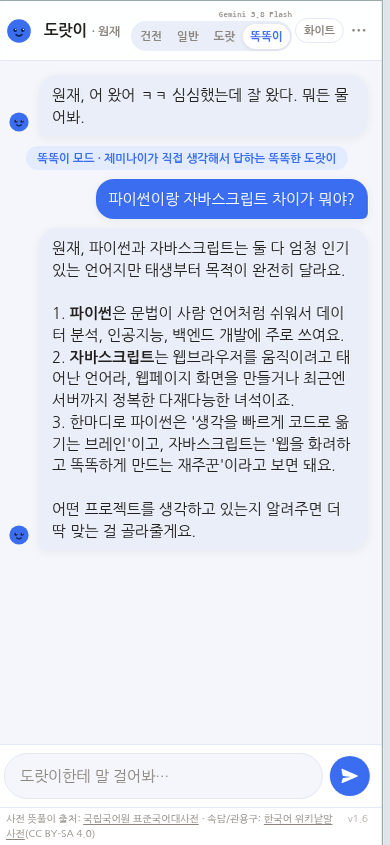 Gemini 3.8 Flash
도랏이 · 원재
건전 일반 도랏 똑똑이
화이트
원재, 어 왔어 ㅋㅋ 심심했는데 잘 왔다. 뭐든 물
어봐.
똑똑이 모드 · 제미나이가 직접 생각해서 답하는 똑똑한 도랏이
파이썬이랑 자바스크립트 차이가 뭐야?
원재, 파이썬과 자바스크립트는 둘 다 엄청 인기
있는 언어지만 태생부터 목적이 완전히 달라요.
1. 파이썬은 문법이 사람 언어처럼 쉬워서 데이
터 분석, 인공지능, 백엔드 개발에 주로 쓰여요.
2. 자바스크립트는 웹브라우저를 움직이려고 태
어난 언어라, 웹페이지 화면을 만들거나 최근엔
서버까지 정복한 다재다능한 녀석이죠.
3. 한마디로 파이썬은 '생각을 빠르게 코드로 옮
기는 브레인'이고, 자바스크립트는 '웹을 화려하
고 똑똑하게 만드는 재주꾼'이라고 보면 돼요.
어떤 프로젝트를 생각하고 있는지 알려주면 더
딱 맞는 걸 골라줄게요.
도랏이한테 말 걸어봐…
사전 뜻풀이 출처: 국립국어원 표준국어대사전 · 속담/관용구: 한국어 위키낱말
사전(CC BY-SA 4.0)
v1.6